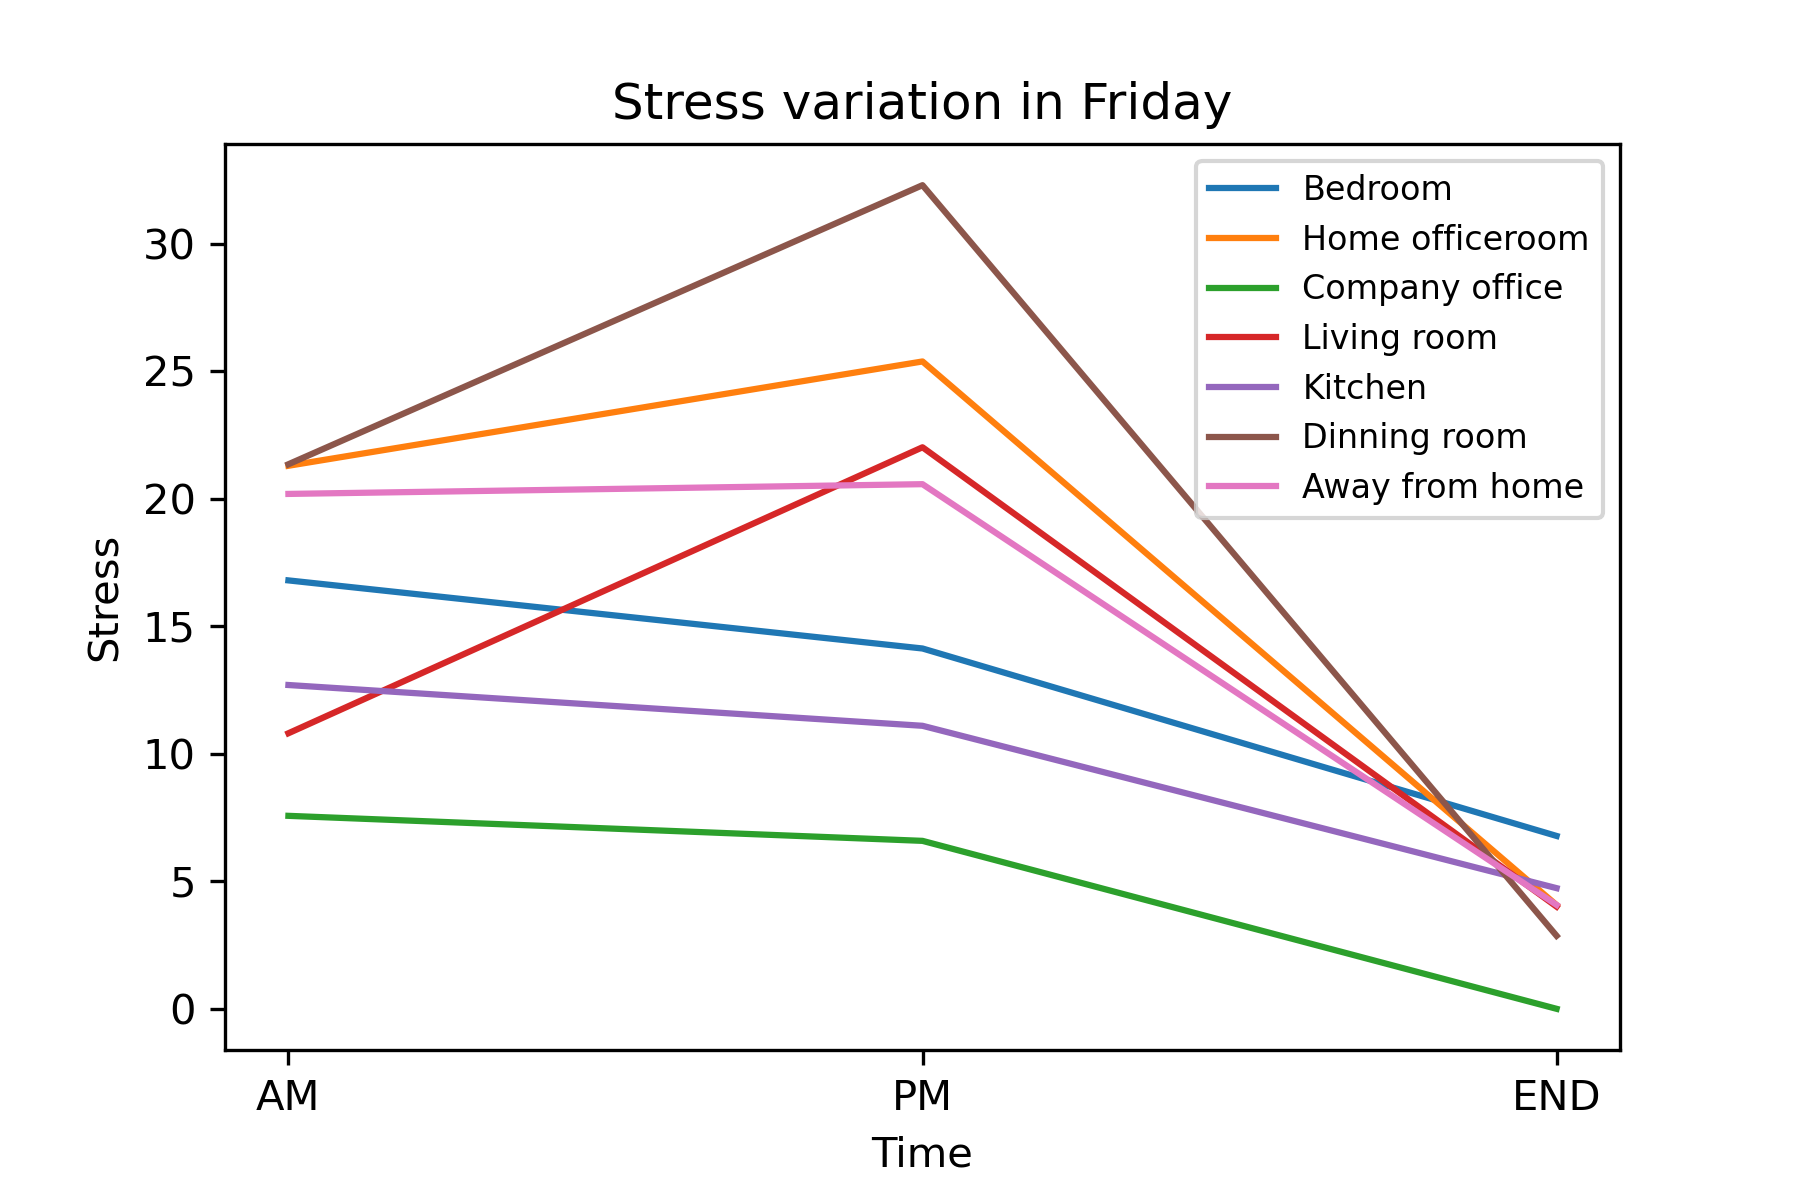 Stress variation in Friday
Bedroom
Home officeroom
Company office
Living room
Kitchen
Dinning room
Away from home
30
25
20
15
10
5
0
Stress
AM PM END
Time